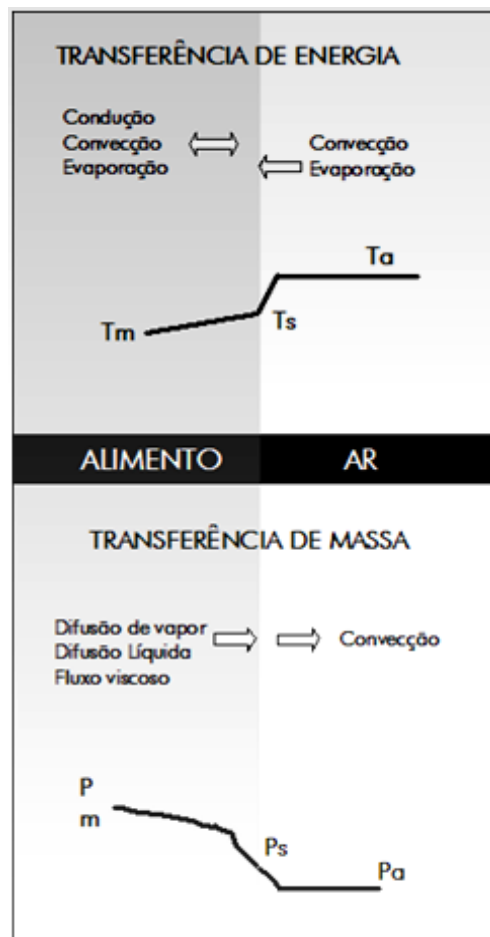 TRANSFERÊNCIA DE ENERGIA
Condução
Convecção
Evaporação
Convecção
Evaporação
Ta
Tm
Ts
ALIMENTO
AR
TRANSFERÊNCIA DE MASSA
Difusão de vapor
Difusão Líquida
Fluxo viscoso
Convecção
P
m
Ps
Pa